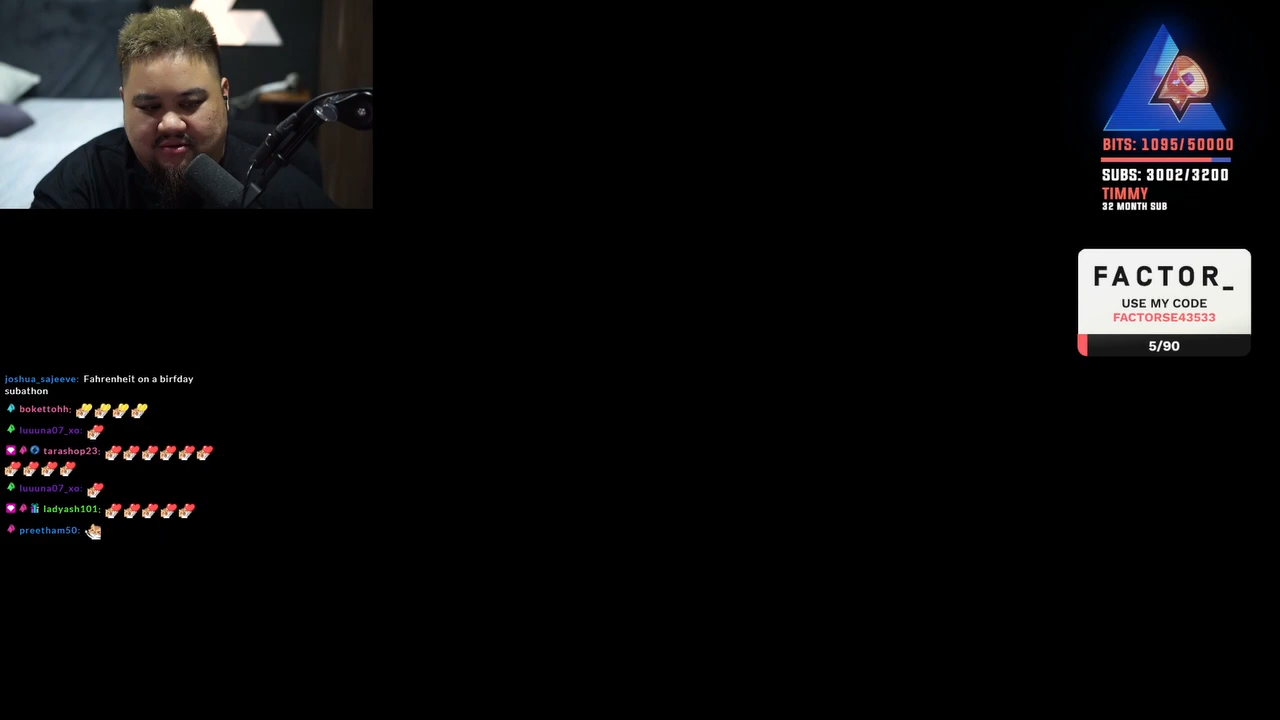 BITS: 1095/50000
SUBS: 3002/3200
TIMMY
32 MONTH SUB
FACTOR_
USE MY CODE
FACTORSE43533
5/90
joshua_sajeeve: Fahrenheit on a birfday
subathon
bokettohh:
luuuna07_xo:
tarashop23:
luuuna07_xo:
ladyash101:
preetham50: